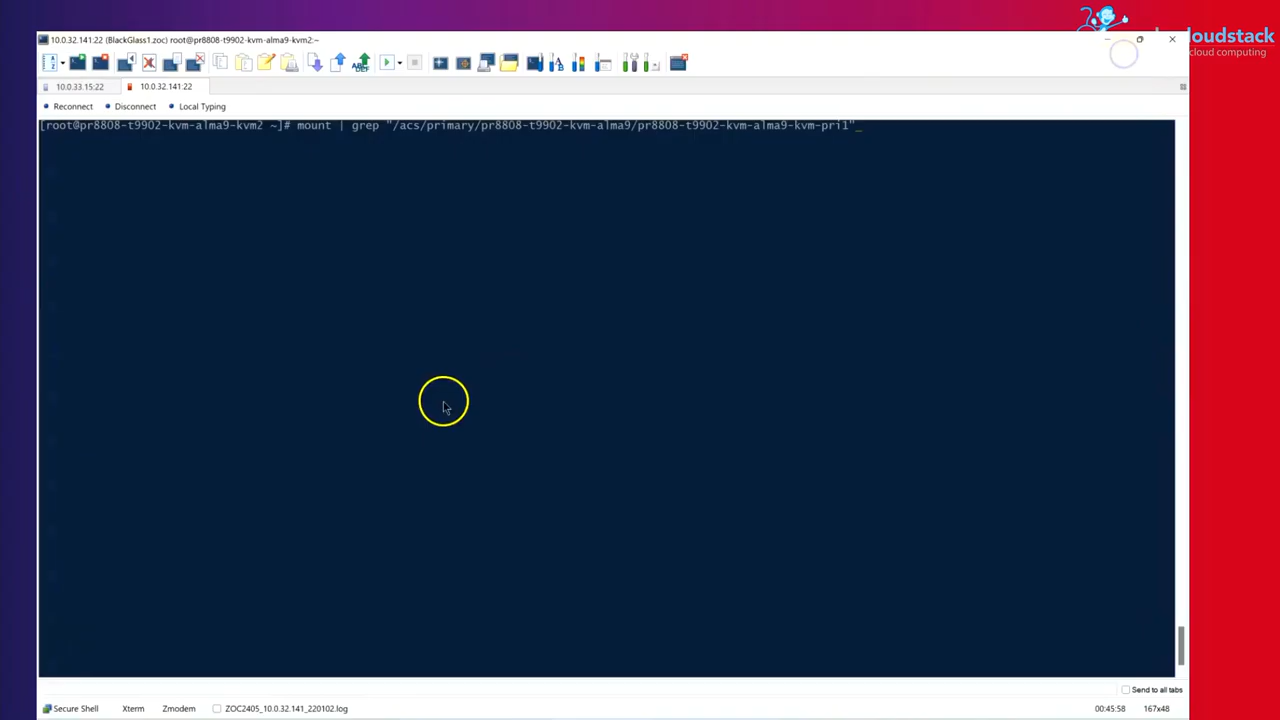 10.0.32.141:22 (BlackGlass1.zoc) root@pr8808-t9902-kvm-alma9-kvm2:~
cloudstack
cloud computing
10.0.33.15:22
10.0.32.141:22
Reconnect
Disconnect
Local Typing
[root@pr8808-t9902-kvm-alma9-kvm2 ~]# mount | grep "/acs/primary/pr8808-t9902-kvm-alma9/pr8808-t9902-kvm-alma9-kvm-pri1"_
Send to all tabs
Secure Shell
Xterm
Zmodem
ZOC2405_10.0.32.141_220102.log
00:45:58
167x48